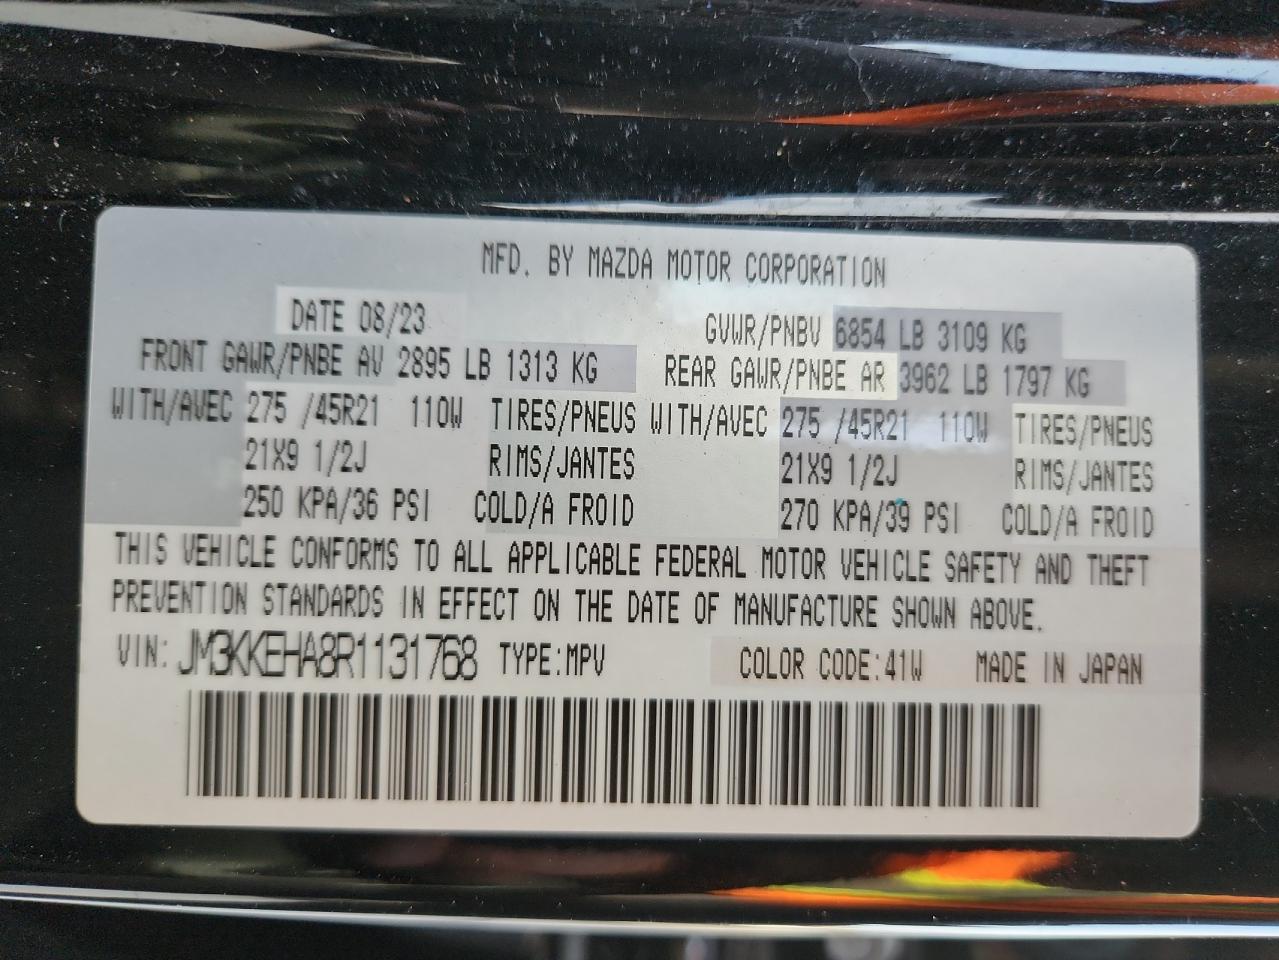 MFD. BY MAZDA MOTOR CORPORATION
DATE 08/23 GVWR/PNBV 6854 LB 3109 KG
FRONT GAWR/PNBE AV 2895 LB 1313 KG REAR GAWR/PNBE AR 3962 LB 1797 KG
WITH/AVEC 275 /45R21 110W TIRES/PNEUS WITH/AVEC 275 /45R21 110W TIRES/PNEUS
21X9 1/2J RIMS/JANTES 21X9 1/2J RIMS/JANTES
250 KPA/36 PSI COLD/A FROID 270 KPA/39 PSI COLD/A FROID
THIS VEHICLE CONFORMS TO ALL APPLICABLE FEDERAL MOTOR VEHICLE SAFETY AND THEFT
PREVENTION STANDARDS IN EFFECT ON THE DATE OF MANUFACTURE SHOWN ABOVE.
VIN: JM3KKEHA8R1131768 TYPE:MPV COLOR CODE:41W MADE IN JAPAN